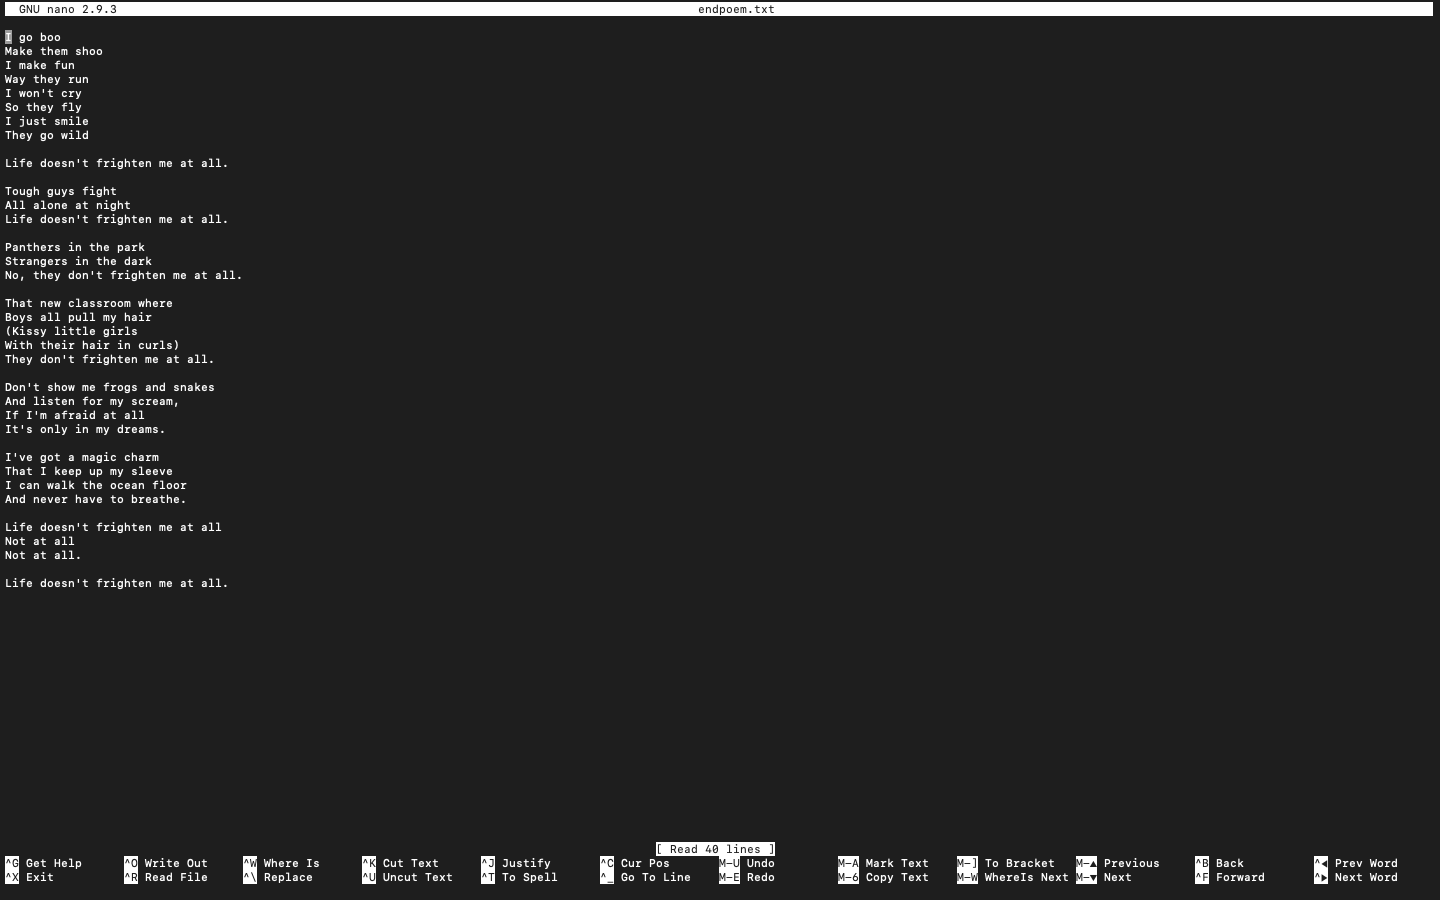 GNU nano 2.9.3 endpoem.txt
I go boo
Make them shoo
I make fun
Way they run
I won't cry
So they fly
I just smile
They go wild
Life doesn't frighten me at all.
Tough guys fight
All alone at night
Life doesn't frighten me at all.
Panthers in the park
Strangers in the dark
No, they don't frighten me at all.
That new classroom where
Boys all pull my hair
(Kissy little girls
With their hair in curls)
They don't frighten me at all.
Don't show me frogs and snakes
And listen for my scream,
If I'm afraid at all
It's only in my dreams.
I've got a magic charm
That I keep up my sleeve
I can walk the ocean floor
And never have to breathe.
Life doesn't frighten me at all
Not at all
Not at all.
Life doesn't frighten me at all.
[ Read 40 lines ]
^G Get Help ^O Write Out ^W Where Is ^K Cut Text ^J Justify ^C Cur Pos M-U Undo M-A Mark Text M-] To Bracket M-▲ Previous ^B Back ^◀ Prev Word
^X Exit ^R Read File ^\ Replace ^U Uncut Text ^T To Spell ^_ Go To Line M-E Redo M-6 Copy Text M-W WhereIs Next M-▼ Next ^F Forward ^▶ Next Word